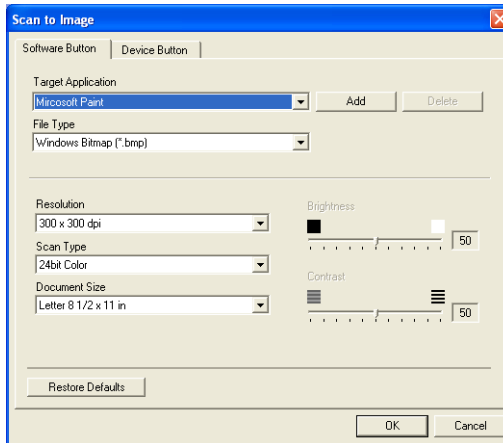 Scan to Image
Software Button Device Button
Target Application
Mircosoft Paint Add Delete
File Type
Windows Bitmap (*.bmp)
Resolution Brightness
300 x 300 dpi
50
Scan Type
24bit Color Contrast
Document Size
Letter 8 1/2 x 11 in 50
Restore Defaults
OK Cancel